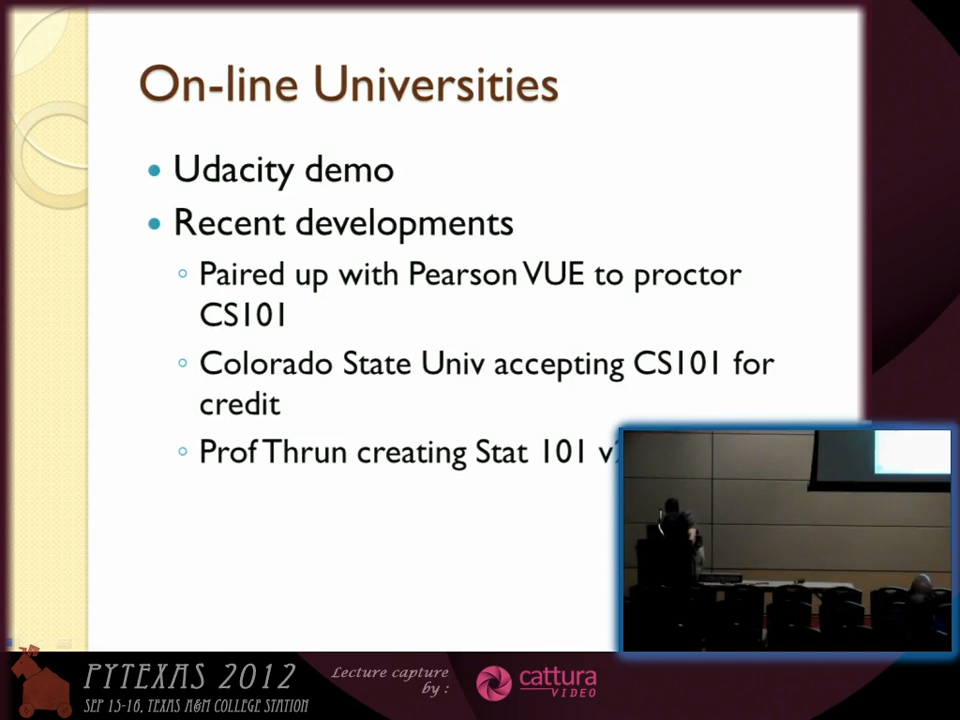 On-line Universities
Udacity demo
Recent developments
Paired up with Pearson VUE to proctor
CS101
Colorado State Univ accepting CS101 for
credit
Prof Thrun creating Stat 101
PYTEXAS 2012
SEP 15-16, TEXAS A&M COLLEGE STATION
Lecture capture
by :
cattura
VIDEO